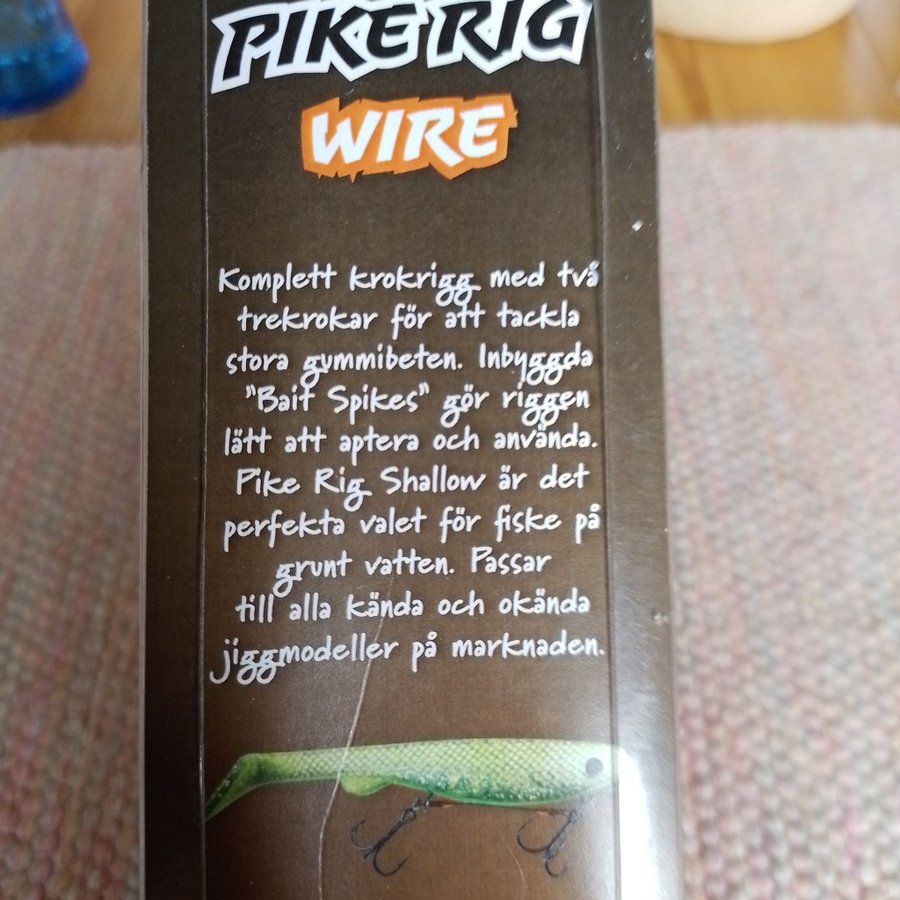 PIKE RIG
WIRE
Komplett krokrigg med två
trekrokar för att tackla
stora gummibeten. Inbyggda
"Bait Spikes" gör riggen
lätt att aptera och använda.
Pike Rig Shallow är det
perfekta valet för fiske på
grunt vatten. Passar
till alla kända och okända
jiggmodeller på marknaden.